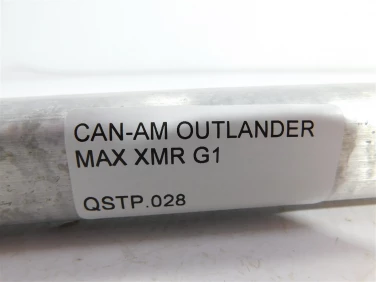 CAN-AM OUTLANDER
MAX XMR G1
QSTP.028